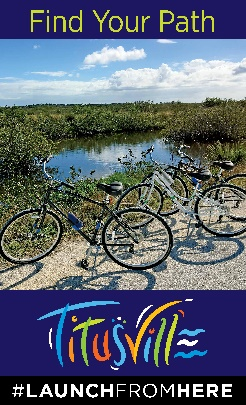 Find Your Path
Titusville
#LAUNCHFROMHERE